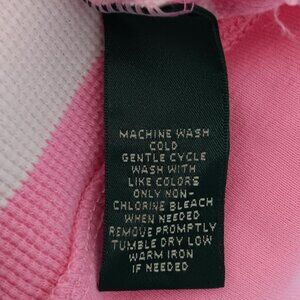 MACHINE WASH
COLD
GENTLE CYCLE
WASH WITH
LIKE COLORS
ONLY NON-
CHLORINE BLEACH
WHEN NEEDED
REMOVE PROMPTLY
TUMBLE DRY LOW
WARM IRON
IF NEEDED